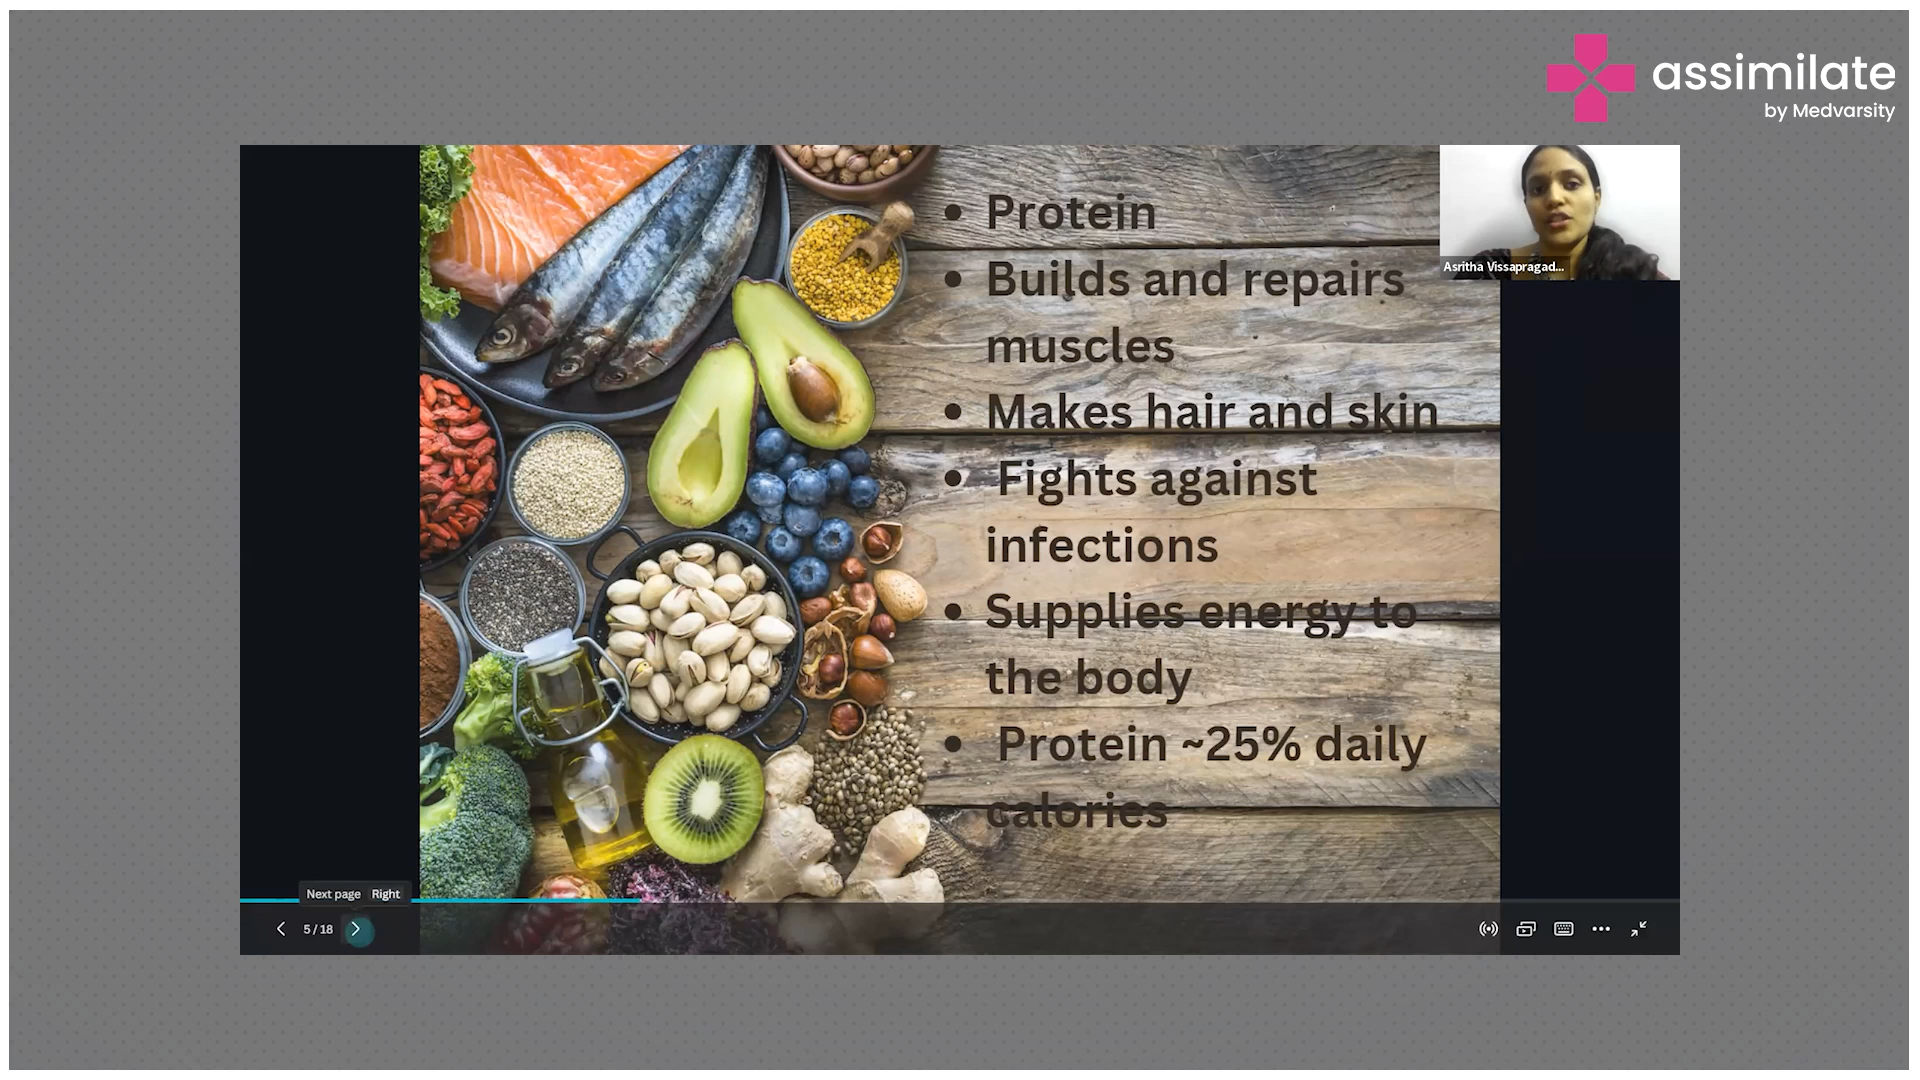 assimilate
by Medvarsity
• Protein
• Builds and repairs
muscles
• Makes hair and skin
• Fights against
infections
• Supplies energy to
the body
• Protein ~25% daily
calories
Asritha Vissapragad...
Next page Right
5 / 18